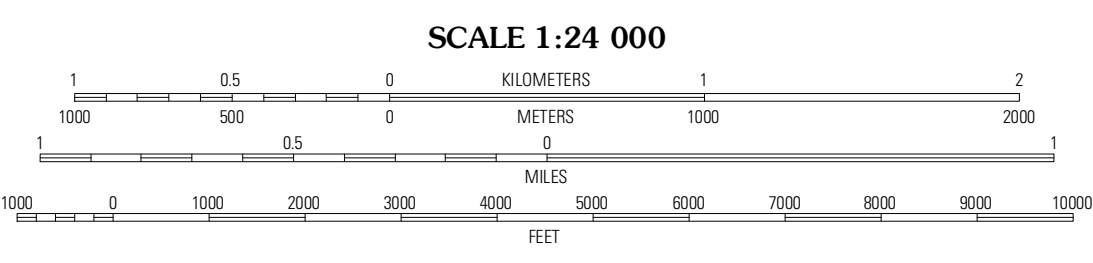 SCALE 1:24 000
1 0.5 0 KILOMETERS 1 2
1000 500 0 METERS 1000 2000
1 0.5 0 1
MILES
1000 0 1000 2000 3000 4000 5000 6000 7000 8000 9000 10000
FEET